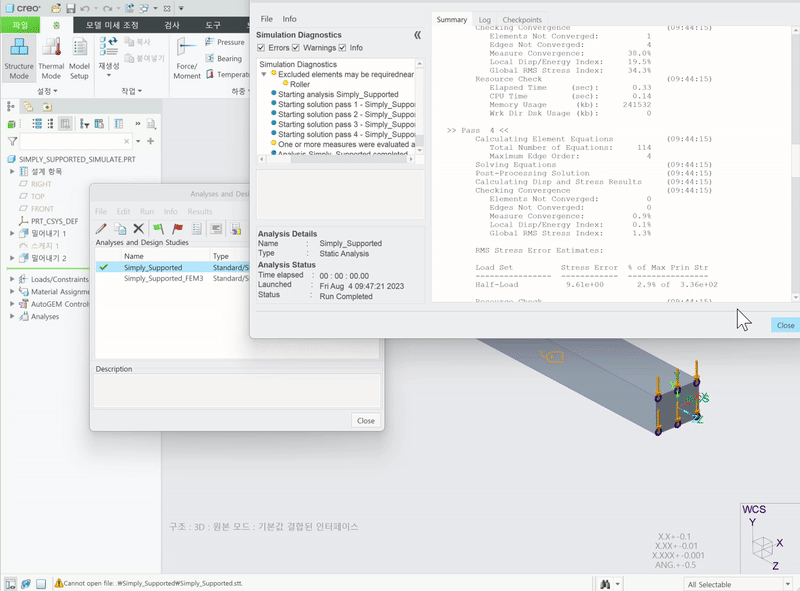 creo
파일
홈
모델 미세 조정
검사
도구
Structure Mode
Thermal Mode
Model Setup
재생성
복사
붙여넣기
Force/Moment
Pressure
Bearing
Temperatu
설정
작업
하중
SIMPLY_SUPPORTED_SIMULATE.PRT
설계 항목
RIGHT
TOP
FRONT
PRT_CSYS_DEF
밀어내기 1
스케치 1
밀어내기 2
Loads/Constraints
Material Assignm
AutoGEM Control
Analyses
Analyses and Desi
File Edit Run Info Results
Analyses and Design Studies
Name Type
Simply_Supported Standard/S
Simply_Supported_FEM3 Standard/S
Description
Close
File Info
Simulation Diagnostics
Errors Warnings Info
Simulation Diagnostics
Excluded elements may be requirednear
Roller
Starting analysis Simply_Supported
Starting solution pass 1 - Simply_Suppo
Starting solution pass 2 - Simply_Suppo
Starting solution pass 3 - Simply_Suppo
Starting solution pass 4 - Simply_Suppo
One or more measures were evaluated a
Analysis Simply_Supported completed
Analysis Details
Name : Simply_Supported
Type : Static Analysis
Analysis Status
Time elapsed : 00 : 00 : 00.00
Launched : Fri Aug 4 09:47:21 2023
Status : Run Completed
Summary Log Checkpoints
Checking Convergence (09:44:15)
Elements Not Converged: 1
Edges Not Converged: 4
Measure Convergence: 38.0%
Local Disp/Energy Index: 19.5%
Global RMS Stress Index: 34.3%
Resource Check (09:44:15)
Elapsed Time (sec): 0.33
CPU Time (sec): 0.14
Memory Usage (kb): 241532
Wrk Dir Dsk Usage (kb): 0
>> Pass 4 <<
Calculating Element Equations (09:44:15)
Total Number of Equations: 114
Maximum Edge Order: 4
Solving Equations (09:44:15)
Post-Processing Solution (09:44:15)
Calculating Disp and Stress Results (09:44:15)
Checking Convergence (09:44:15)
Elements Not Converged: 0
Edges Not Converged: 0
Measure Convergence: 0.9%
Local Disp/Energy Index: 0.1%
Global RMS Stress Index: 1.3%
RMS Stress Error Estimates:
Load Set Stress Error % of Max Prin Str
Half-Load 9.61e+00 2.9% of 3.36e+02
Resource Check (09:44:15)
Close
구조 : 3D : 원본 모드 : 기본값 결합된 인터페이스
X.X+-0.1
X.XX+-0.01
X.XXX+-0.001
ANG.+-0.5
WCS
Y
X
Z
Cannot open file: .₩Simply_Supported₩Simply_Supported.stt.
All Selectable